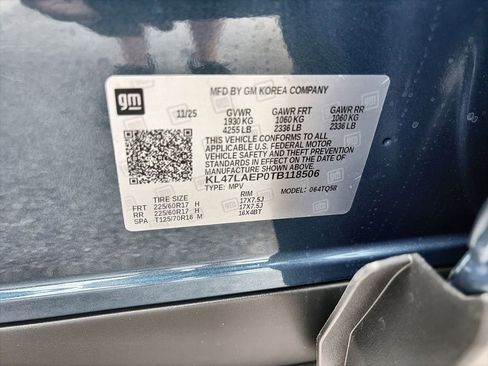 gm
MFD BY GM KOREA COMPANY
11/25 GVWR GAWR FRT GAWR RR
1930 KG 1060 KG 1060 KG
4255 LB 2336 LB 2336 LB
THIS VEHICLE CONFORMS TO ALL APPLICABLE U.S. FEDERAL MOTOR
VEHICLE SAFETY, BUMPER, AND THEFT PREVENTION
STANDARDS IN EFFECT ON THE DATE OF
MANUFACTURE SHOWN ABOVE.
KL47LAEP0TB118506
TYPE: MPV MODEL: 064TQ58
TIRE SIZE RIM
FRT 225/60R17 H 17X7.5J
RR 225/60R17 H 17X7.5J
SPA T125/70R16 M 16X4BT